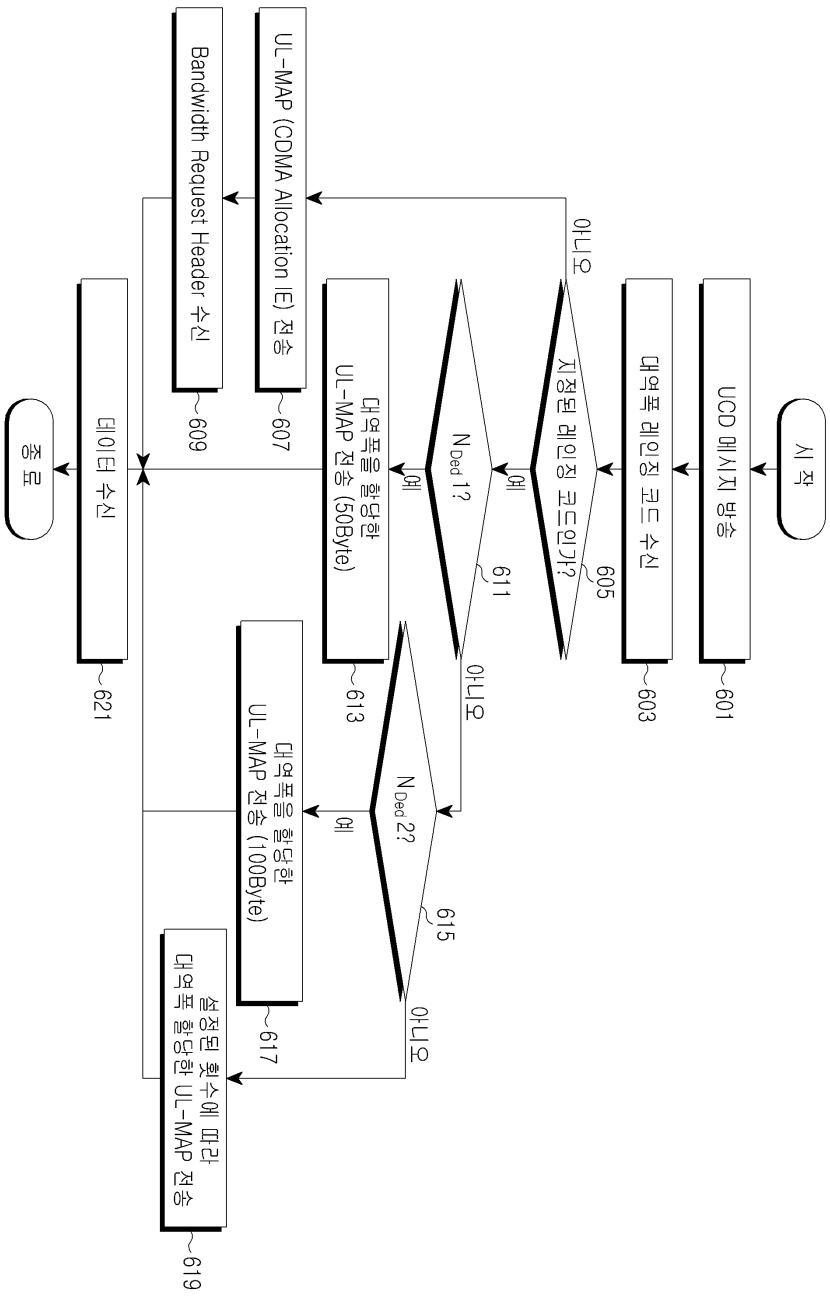 시 작
UCD 메시지 방송
601
대역폭 레인징 코드 수신
603
지정된 레인징 코드인가?
605
아니오
예
UL-MAP (CDMA Allocation IE) 전송
607
Bandwidth Request Header 수신
609
N Ded 1?
611
아니오
예
대역폭을 할당한
UL-MAP 전송 (50Byte)
613
N Ded 2?
615
아니오
예
대역폭을 할당한
UL-MAP 전송 (100Byte)
617
설정된 횟수에 따라
대역폭 할당한 UL-MAP 전송
619
데이터 수신
621
종 료